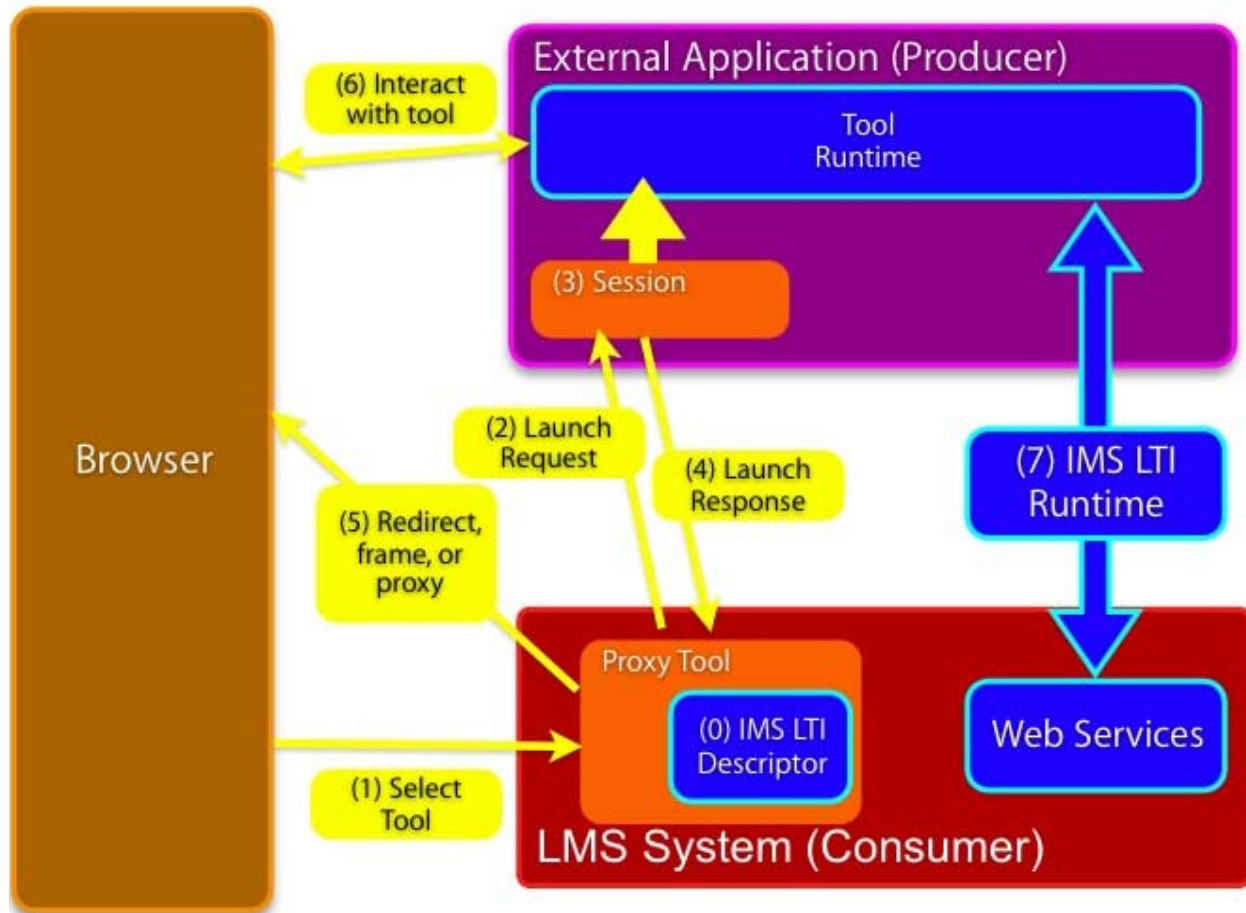 External Application (Producer)
(6) Interact
with tool
Tool
Runtime
(3) Session
Browser
(2) Launch
Request
(4) Launch
Response
(7) IMS LTI
Runtime
(5) Redirect,
frame, or
proxy
Proxy Tool
(0) IMS LTI
Descriptor
Web Services
(1) Select
Tool
LMS System (Consumer)